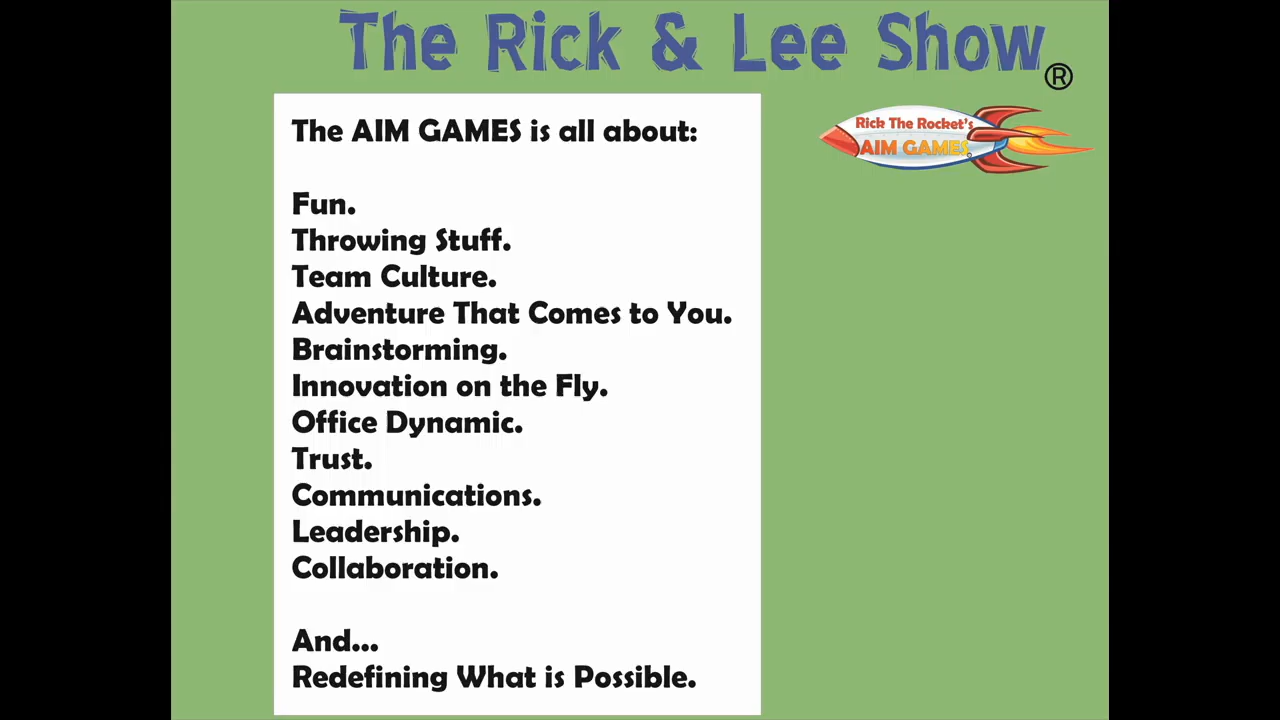 The Rick & Lee Show
®
Rick The Rocket's
AIM GAMES
The AIM GAMES is all about:
Fun.
Throwing Stuff.
Team Culture.
Adventure That Comes to You.
Brainstorming.
Innovation on the Fly.
Office Dynamic.
Trust.
Communications.
Leadership.
Collaboration.
And...
Redefining What is Possible.